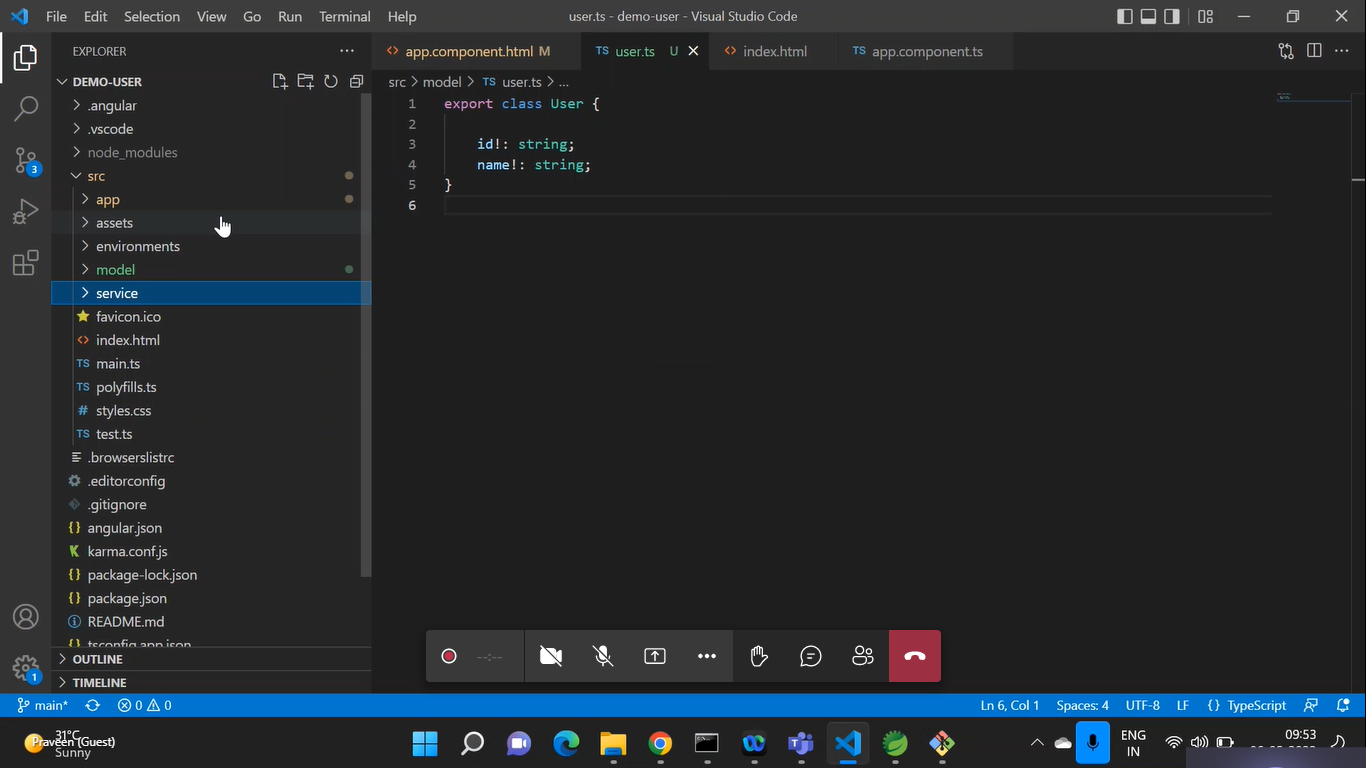 File Edit Selection View Go Run Terminal Help
user.ts - demo-user - Visual Studio Code
EXPLORER
DEMO-USER
.angular
.vscode
node_modules
src
app
assets
environments
model
service
favicon.ico
index.html
TS main.ts
TS polyfills.ts
# styles.css
TS test.ts
.browserslistrc
.editorconfig
.gitignore
{} angular.json
K karma.conf.js
{} package-lock.json
{} package.json
README.md
{} tsconfig.app.json
OUTLINE
TIMELINE
<> app.component.html M
TS user.ts U
<> index.html
TS app.component.ts
src > model > TS user.ts > ...
1 export class User {
2
3 id!: string;
4 name!: string;
5 }
6
3
1
--:--
main*
0 0
Ln 6, Col 1
Spaces: 4
UTF-8
LF
{} TypeScript
31°C
Sunny
Praveen (Guest)
ENG
IN
09:53